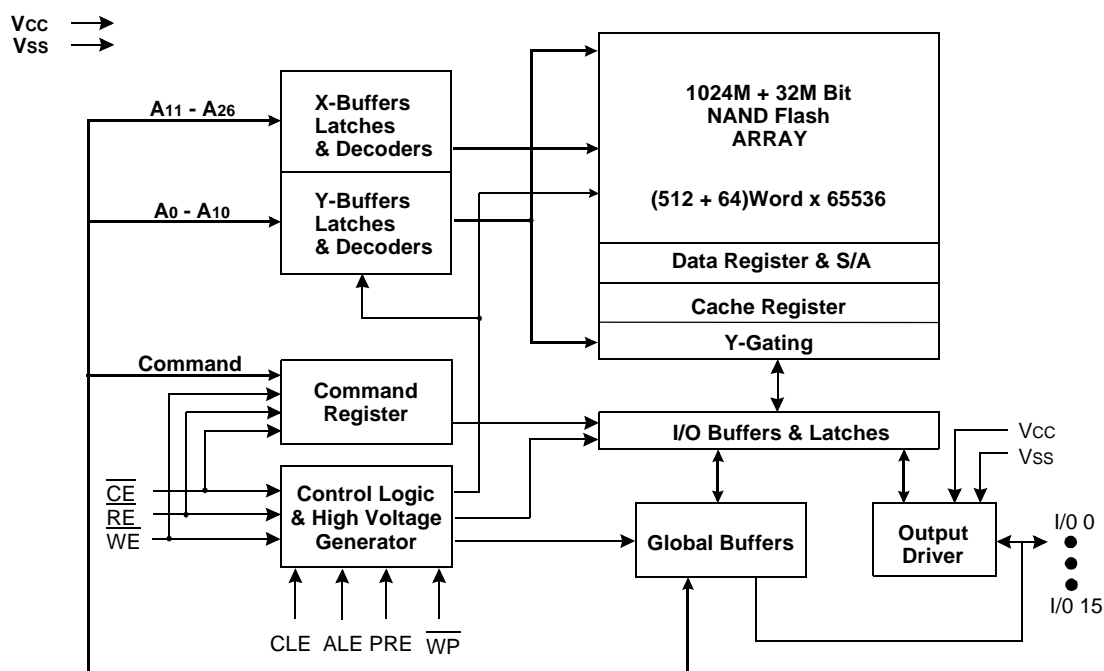 VCC
VSS
A11 - A26
X-Buffers
Latches
& Decoders
1024M + 32M Bit
NAND Flash
ARRAY
A0 - A10
Y-Buffers
Latches
& Decoders
(512 + 64)Word x 65536
Data Register & S/A
Cache Register
Y-Gating
Command
Command
Register
I/O Buffers & Latches
VCC
VSS
CE
RE
WE
Control Logic
& High Voltage
Generator
Global Buffers
Output
Driver
I/0 0
I/0 15
CLE ALE PRE WP